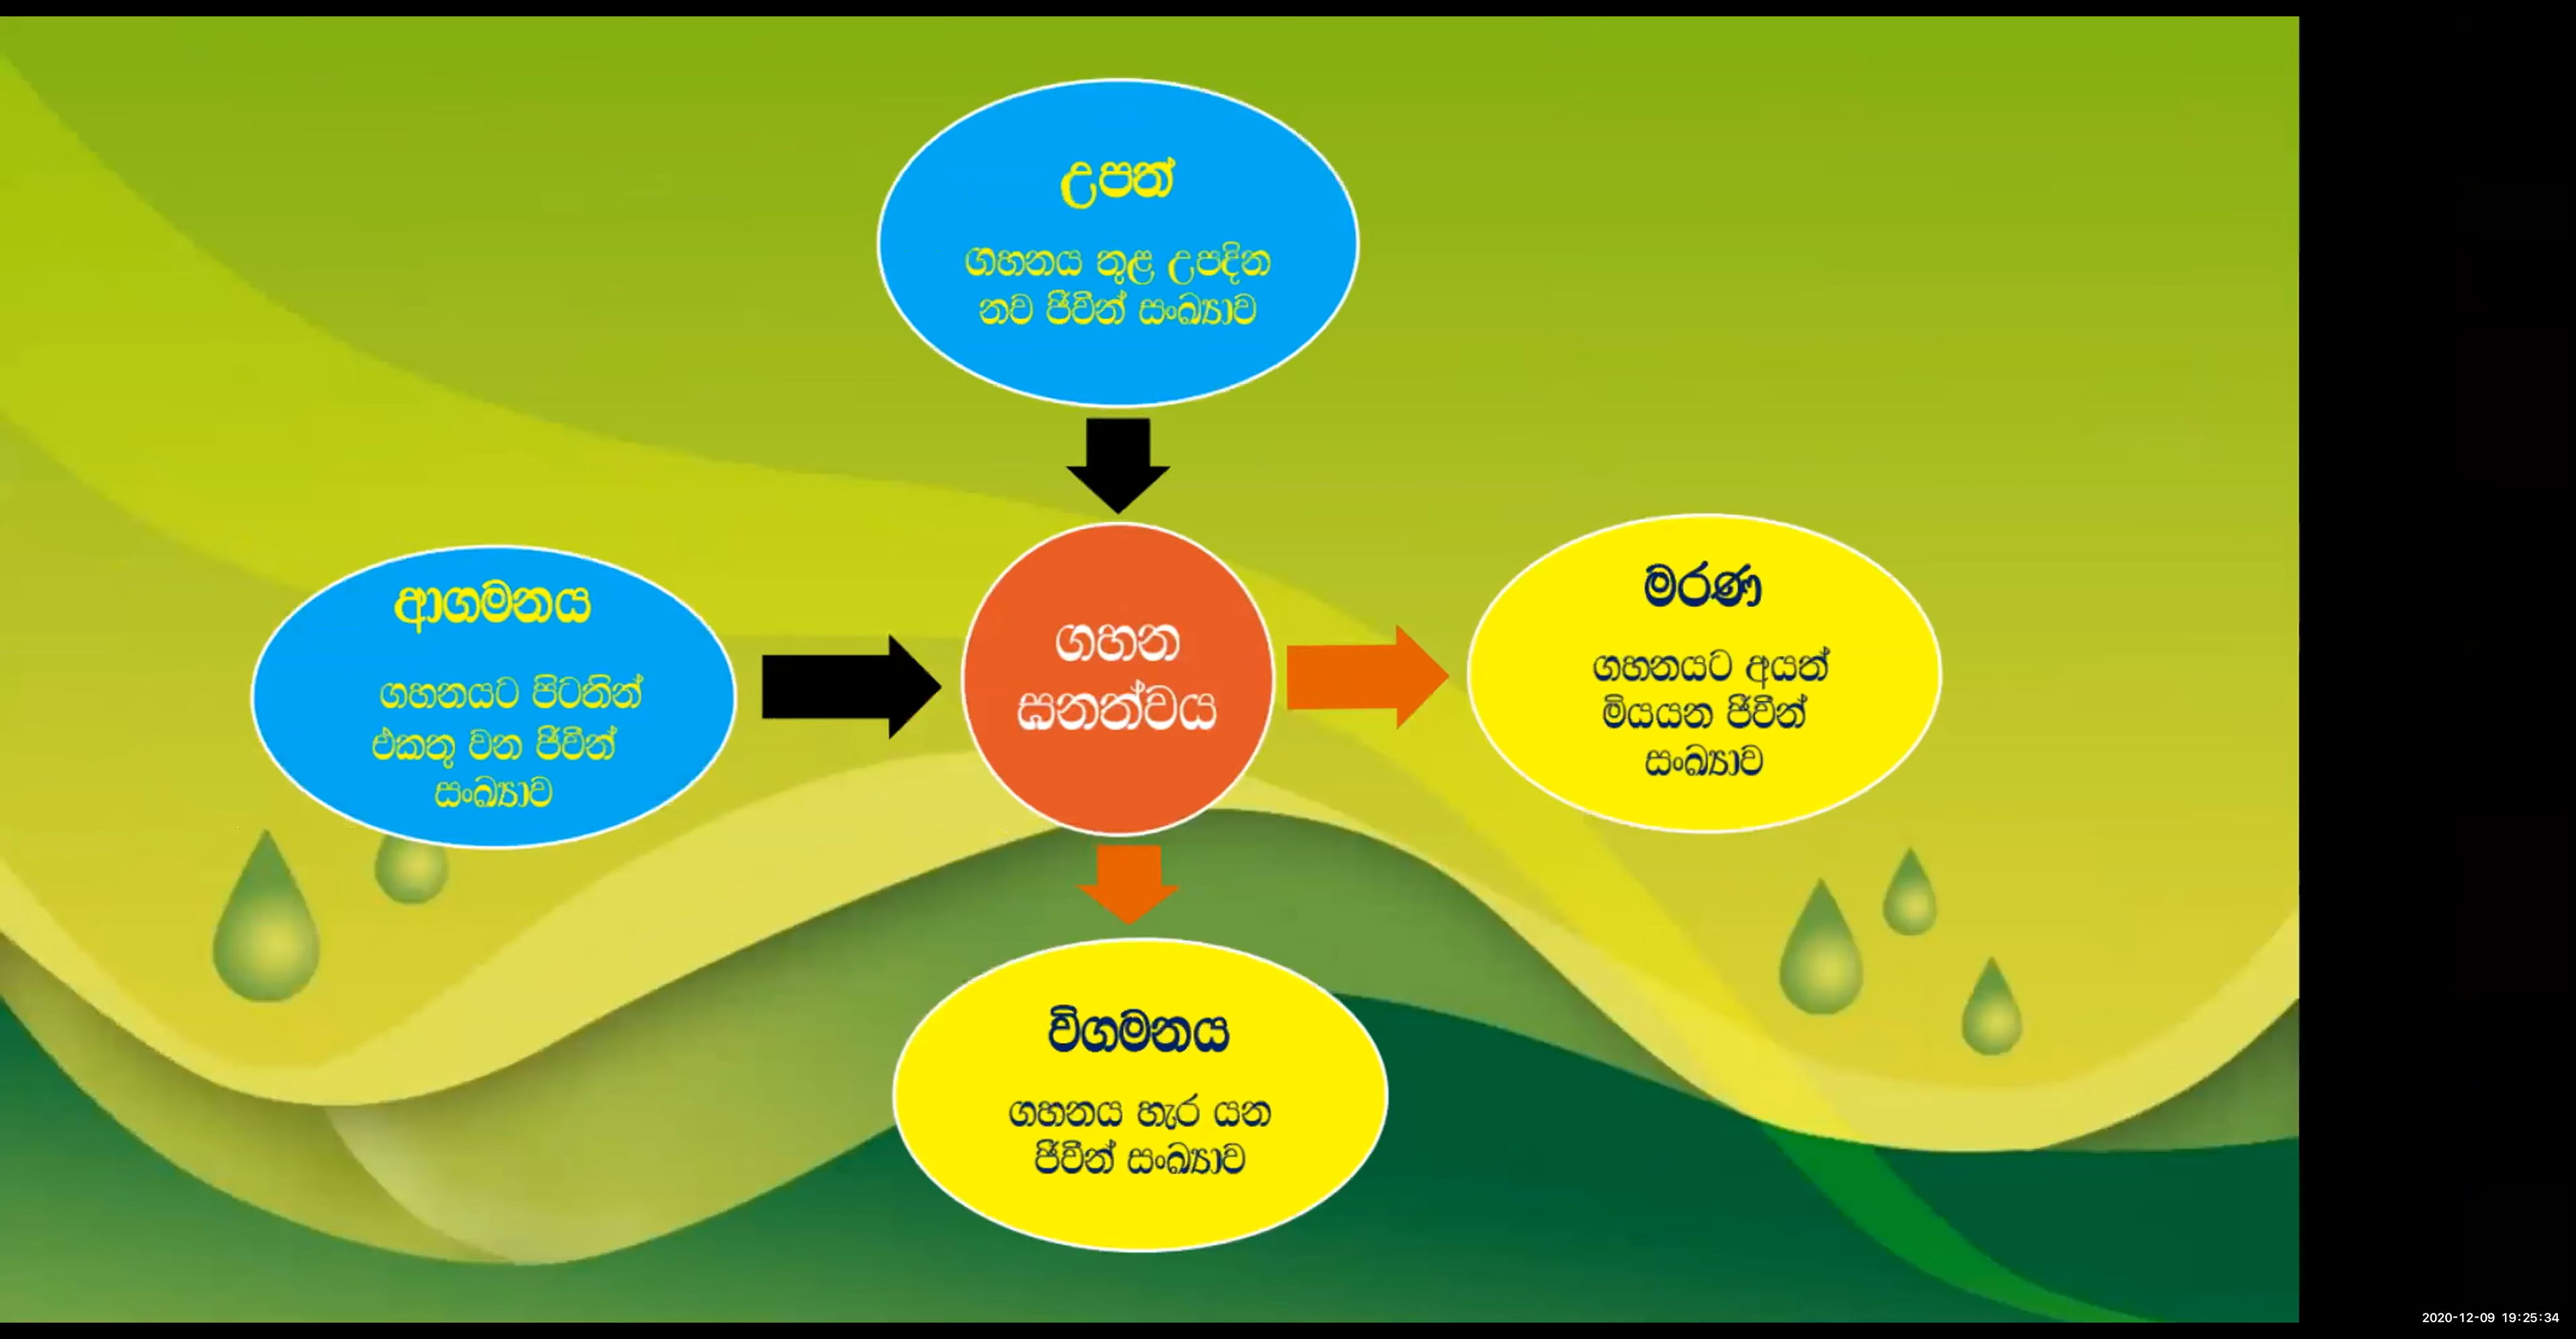 උපත්
ගහනය තුළ උපදින
නව ජීවීන් සංඛ්‍යාව
ආගමනය
ගහනයට පිටතින්
එකතු වන ජීවීන්
සංඛ්‍යාව
ගහන
ඝනත්වය
මරණ
ගහනයට අයත්
මියයන ජීවීන්
සංඛ්‍යාව
විගමනය
ගහනය හැර යන
ජීවීන් සංඛ්‍යාව
2020-12-09 19:25:34